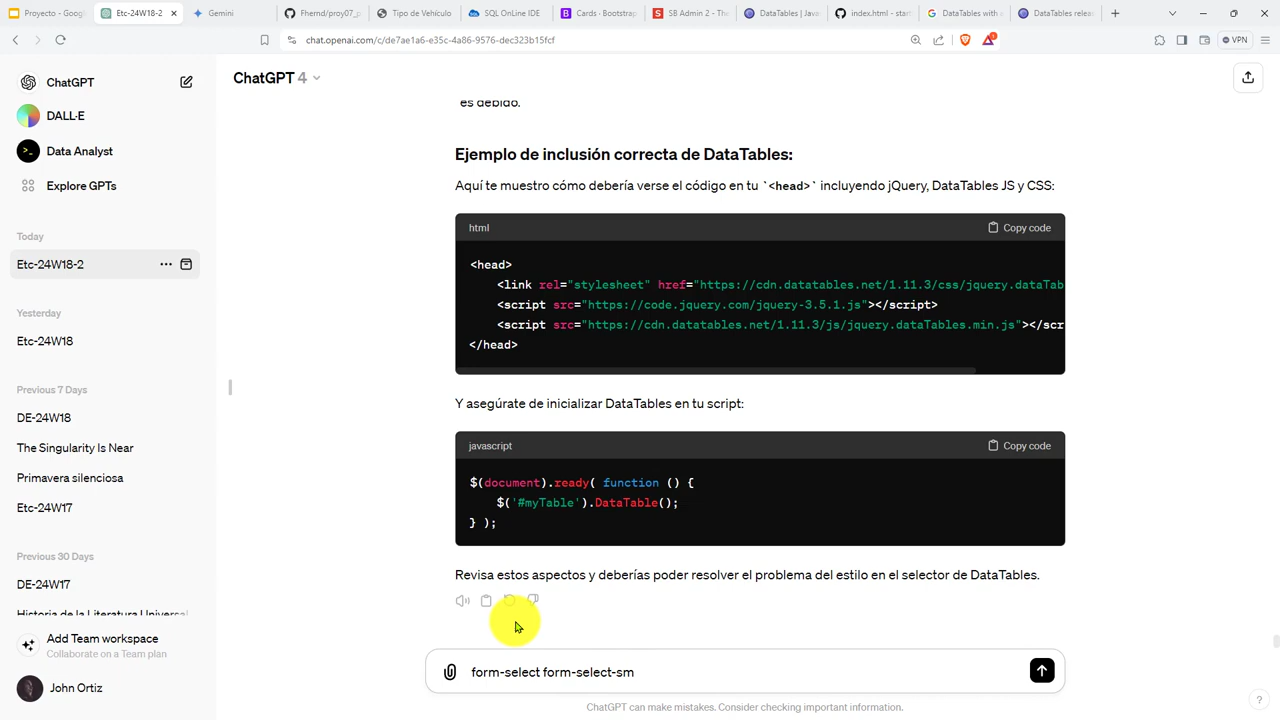 Proyecto - Goog
Etc-24W18-2
Gemini
Fhernd/proy07_p
Tipo de Vehículo
SQL OnLine IDE
Cards · Bootstrap
SB Admin 2 - The
DataTables | Java
index.html - start
DataTables with
DataTables relea
chat.openai.com/c/de7ae1a6-e35c-4a86-9576-dec323b15fcf
VPN
ChatGPT
DALL·E
Data Analyst
Explore GPTs
Today
Etc-24W18-2
Yesterday
Etc-24W18
Previous 7 Days
DE-24W18
The Singularity Is Near
Primavera silenciosa
Etc-24W17
Previous 30 Days
DE-24W17
Historia de la Literatura Universal
Add Team workspace
Collaborate on a Team plan
John Ortiz
ChatGPT 4
es debido.
Ejemplo de inclusión correcta de DataTables:
Aquí te muestro cómo debería verse el código en tu `<head>` incluyendo jQuery, DataTables JS y CSS:
html
Copy code
<head>
<link rel="stylesheet" href="https://cdn.datatables.net/1.11.3/css/jquery.dataTab
<script src="https://code.jquery.com/jquery-3.5.1.js"></script>
<script src="https://cdn.datatables.net/1.11.3/js/jquery.dataTables.min.js"></scr
</head>
Y asegúrate de inicializar DataTables en tu script:
javascript
Copy code
$(document).ready( function () {
$('#myTable').DataTable();
} );
Revisa estos aspectos y deberías poder resolver el problema del estilo en el selector de DataTables.
form-select form-select-sm
ChatGPT can make mistakes. Consider checking important information.
?